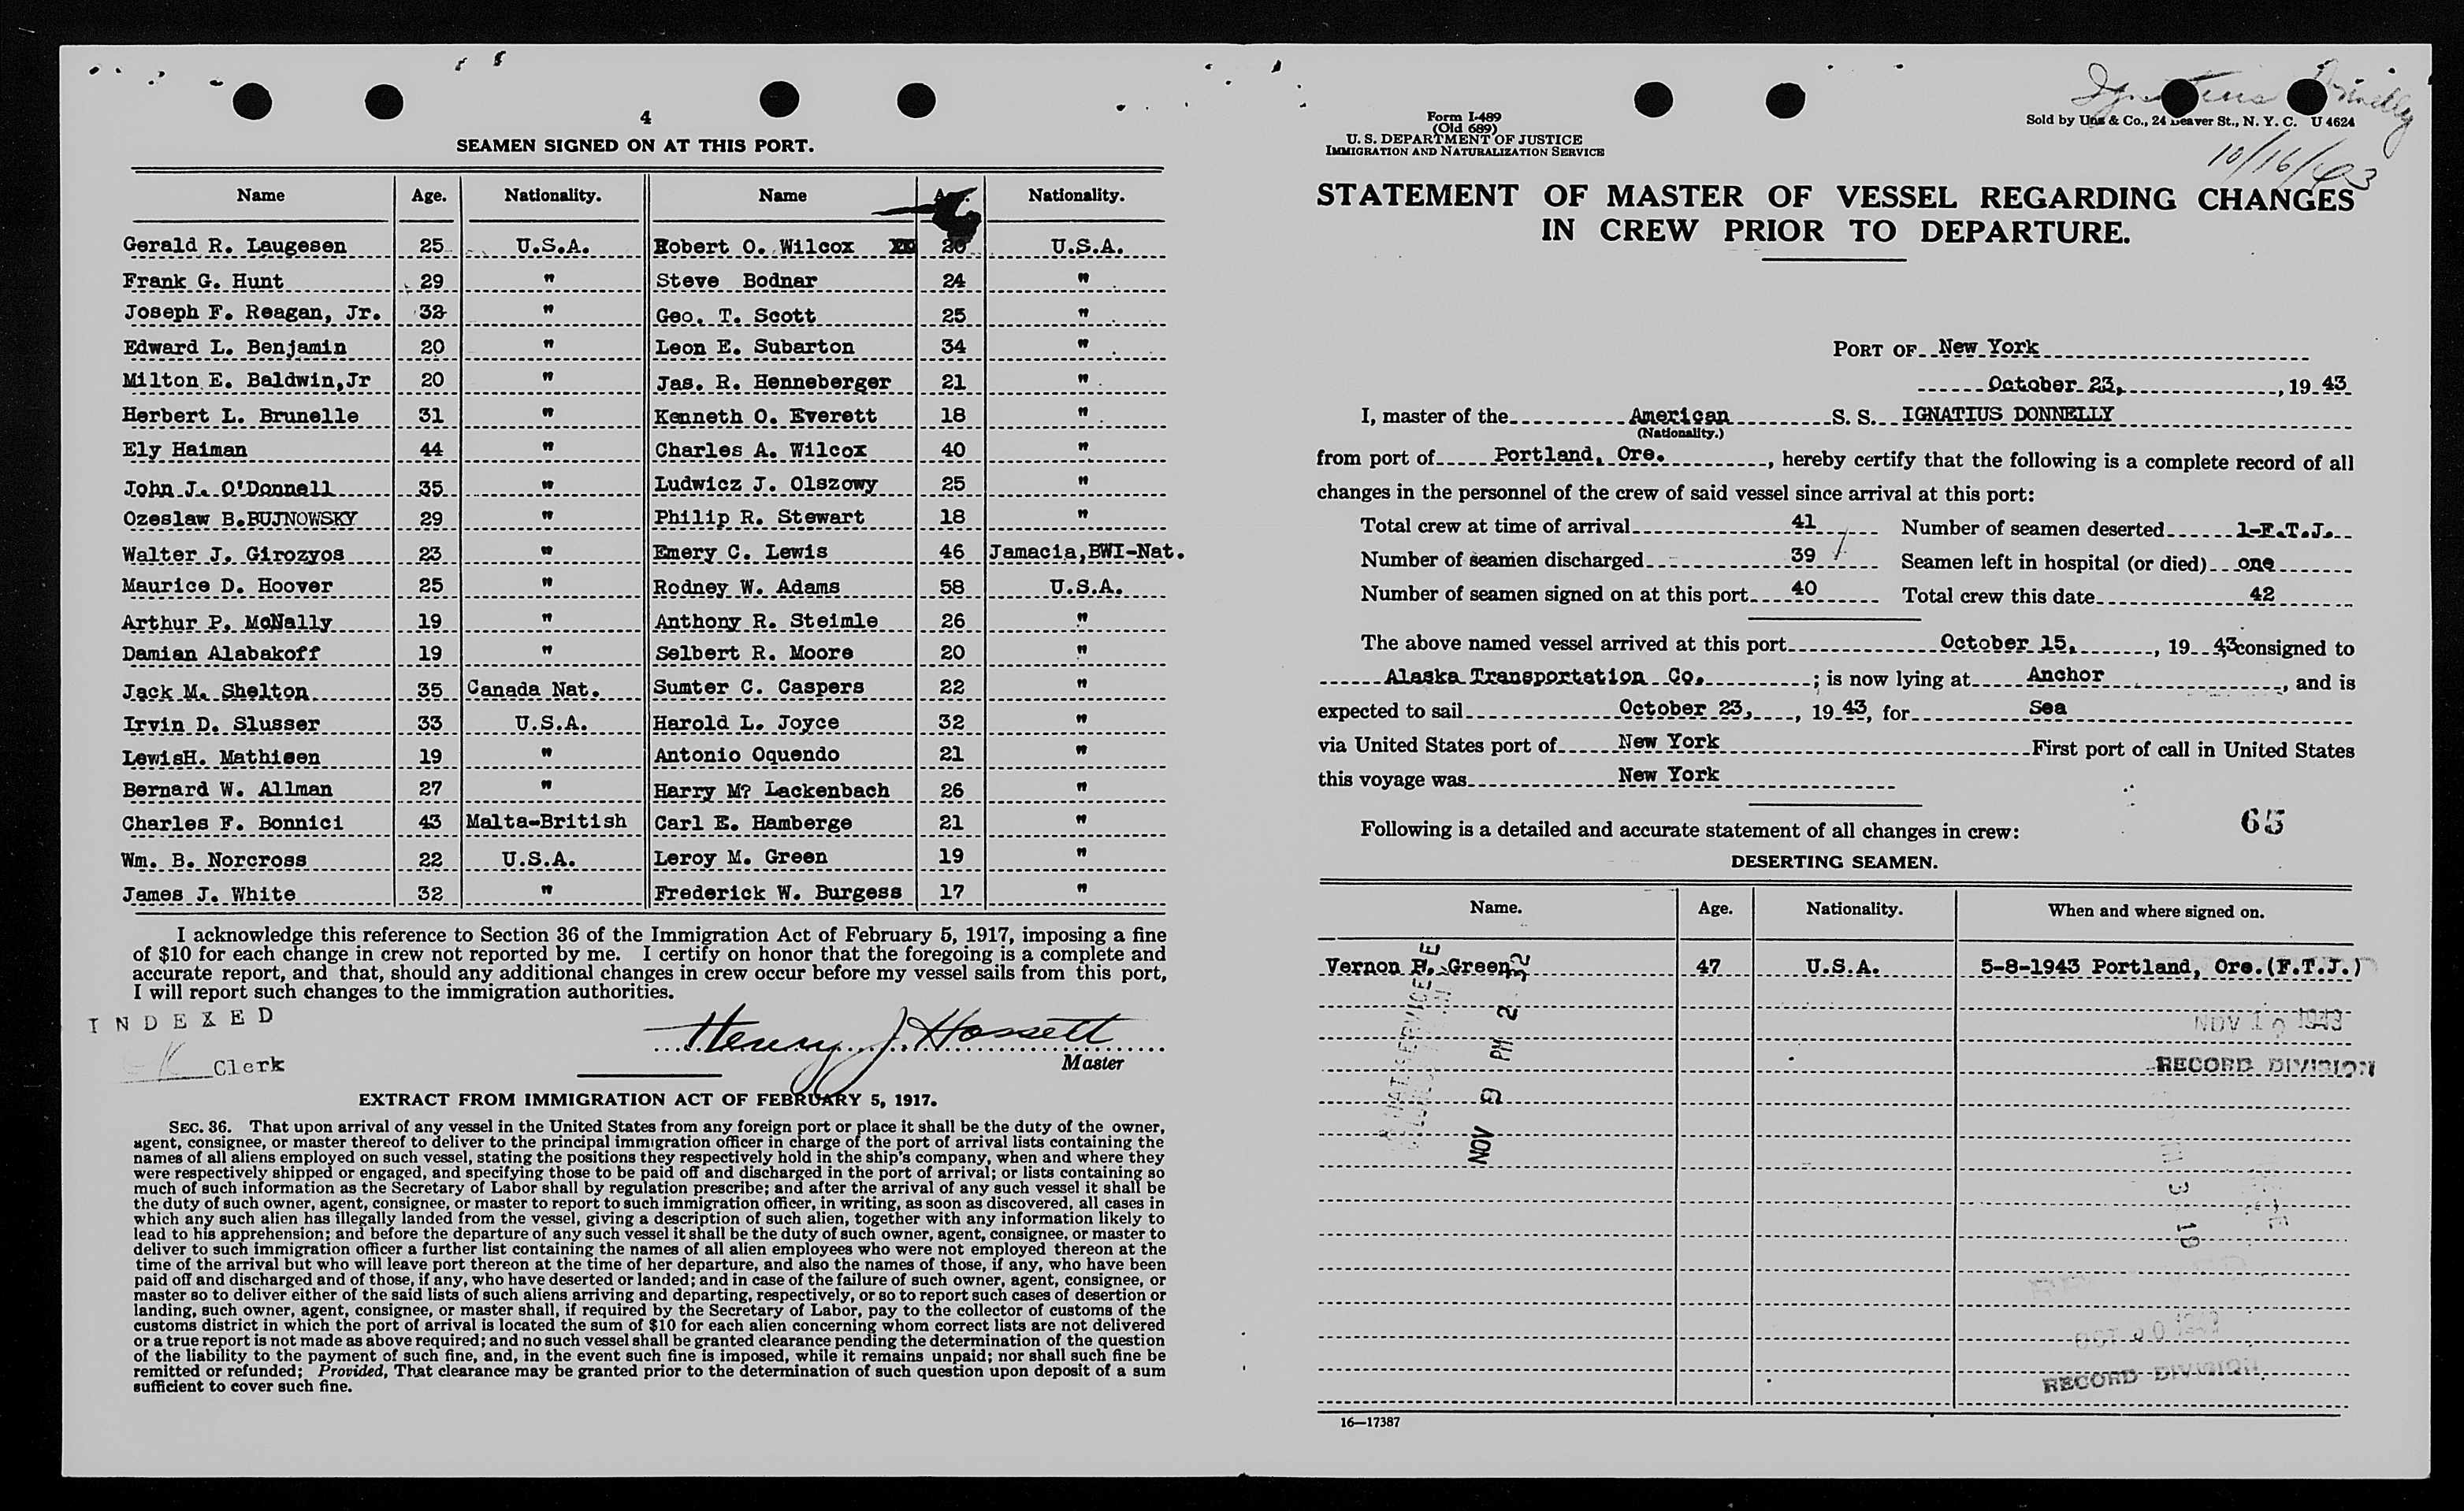 4
SEAMEN SIGNED ON AT THIS PORT.
Name Age. Nationality. Name Nationality.
Gerald R. Laugesen 25 U.S.A. Robert O. Wilcox 20 U.S.A.
Frank G. Hunt 29 " Steve Bodnar 24 "
Joseph F. Reagan, Jr. 32 " Geo. T. Scott 25 "
Edward L. Benjamin 20 " Leon E. Subarton 34 "
Milton E. Baldwin,Jr 20 " Jas. R. Henneberger 21 "
Herbert L. Brunelle 31 " Kenneth O. Everett 18 "
Ely Haiman 44 " Charles A. Wilcox 40 "
John J. O'Donnell 35 " Ludwicz J. Olszowy 25 "
Ozeslaw B.BUJNOWSKY 29 " Philip R. Stewart 18 "
Walter J. Girozyos 23 " Emery C. Lewis 46 Jamacia,BWI-Nat.
Maurice D. Hoover 25 " Rodney W. Adams 58 U.S.A.
Arthur P. McNally 19 " Anthony R. Steimle 26 "
Damian Alabakoff 19 " Selbert R. Moore 20 "
Jack M. Shelton 35 Canada Nat. Sumter C. Caspers 22 "
Irvin D. Slusser 33 U.S.A. Harold L. Joyce 32 "
LewisH. Mathisen 19 " Antonio Oquendo 21 "
Bernard W. Allman 27 " Harry M? Lackenbach 26 "
Charles F. Bonnici 43 Malta-British Carl E. Hamberge 21 "
Wm. B. Norcross 22 U.S.A. Leroy M. Green 19 "
James J. White 32 " Frederick W. Burgess 17 "
I acknowledge this reference to Section 36 of the Immigration Act of February 5, 1917, imposing a fine
of $10 for each change in crew not reported by me. I certify on honor that the foregoing is a complete and
accurate report, and that, should any additional changes in crew occur before my vessel sails from this port,
I will report such changes to the immigration authorities.
INDEXED
Henry J. Hossett
K Clerk
Master
EXTRACT FROM IMMIGRATION ACT OF FEBRUARY 5, 1917.
SEC. 36. That upon arrival of any vessel in the United States from any foreign port or place it shall be the duty of the owner,
agent, consignee, or master thereof to deliver to the principal immigration officer in charge of the port of arrival lists containing the
names of all aliens employed on such vessel, stating the positions they respectively hold in the ship's company, when and where they
were respectively shipped or engaged, and specifying those to be paid off and discharged in the port of arrival; or lists containing so
much of such information as the Secretary of Labor shall by regulation prescribe; and after the arrival of any such vessel it shall be
the duty of such owner, agent, consignee, or master to report to such immigration officer, in writing, as soon as discovered, all cases in
which any such alien has illegally landed from the vessel, giving a description of such alien, together with any information likely to
lead to his apprehension; and before the departure of any such vessel it shall be the duty of such owner, agent, consignee, or master to
deliver to such immigration officer a further list containing the names of all alien employees who were not employed thereon at the
time of the arrival but who will leave port thereon at the time of her departure, and also the names of those, if any, who have been
paid off and discharged and of those, if any, who have deserted or landed; and in case of the failure of such owner, agent, consignee, or
master so to deliver either of the said lists of such aliens arriving and departing, respectively, or so to report such cases of desertion or
landing, such owner, agent, consignee, or master shall, if required by the Secretary of Labor, pay to the collector of customs of the
customs district in which the port of arrival is located the sum of $10 for each alien concerning whom correct lists are not delivered
or a true report is not made as above required; and no such vessel shall be granted clearance pending the determination of the question
of the liability to the payment of such fine, and, in the event such fine is imposed, while it remains unpaid; nor shall such fine be
remitted or refunded; Provided, That clearance may be granted prior to the determination of such question upon deposit of a sum
sufficient to cover such fine.
Ignatius Donnelly
10/16/43
Form I-489
(Old 689)
U. S. DEPARTMENT OF JUSTICE
IMMIGRATION AND NATURALIZATION SERVICE
Sold by Unz & Co., 24 Beaver St., N. Y. C. U 4624
STATEMENT OF MASTER OF VESSEL REGARDING CHANGES
IN CREW PRIOR TO DEPARTURE.
PORT OF New York
October 23, 19 43
I, master of the American S. S. IGNATIUS DONNELLY
(Nationality.)
from port of Portland, Ore. , hereby certify that the following is a complete record of all
changes in the personnel of the crew of said vessel since arrival at this port:
Total crew at time of arrival 41 Number of seamen deserted 1-F.T.J.
Number of seamen discharged 39 Seamen left in hospital (or died) one
Number of seamen signed on at this port 40 Total crew this date 42
The above named vessel arrived at this port October 15, , 19 43 consigned to
Alaska Transportation Co. ; is now lying at Anchor , and is
expected to sail October 23, , 19 43, for Sea
via United States port of New York First port of call in United States
this voyage was New York
65
Following is a detailed and accurate statement of all changes in crew:
DESERTING SEAMEN.
Name. Age. Nationality. When and where signed on.
Vernon H. Green 47 U.S.A. 5-8-1943 Portland, Ore.(F.T.J.)
NOV 10 1943
RECORD DIVISION
NOV 9 PM 2 32
RECORD DIVISION
16—17387